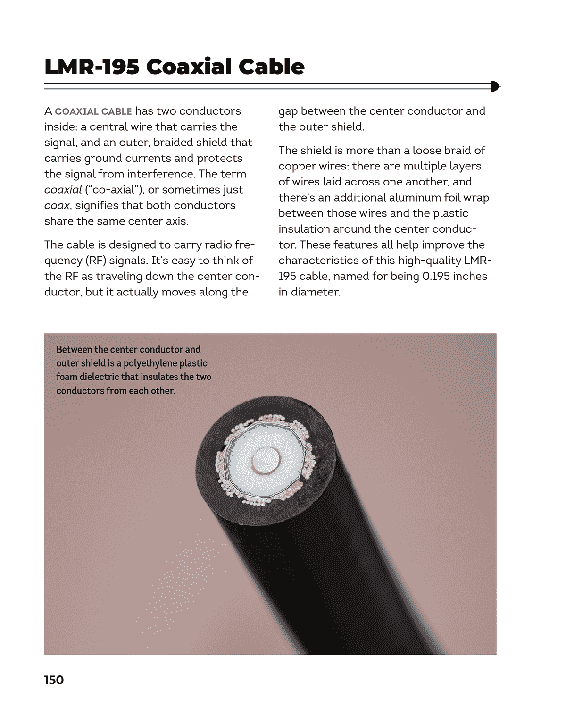 LMR-195 Coaxial Cable
A COAXIAL CABLE has two conductors
inside: a central wire that carries the
signal, and an outer, braided shield that
carries ground currents and protects
the signal from interference. The term
coaxial (“co-axial”), or sometimes just
coax, signifies that both conductors
share the same center axis.
The cable is designed to carry radio fre-
quency (RF) signals. It’s easy to think of
the RF as traveling down the center con-
ductor, but it actually moves along the
gap between the center conductor and
the outer shield.
The shield is more than a loose braid of
copper wires: there are multiple layers
of wires laid across one another, and
there’s an additional aluminum foil wrap
between those wires and the plastic
insulation around the center conduc-
tor. These features all help improve the
characteristics of this high-quality LMR-
195 cable, named for being 0.195 inches
in diameter.
Between the center conductor and
outer shield is a polyethylene plastic
foam dielectric that insulates the two
conductors from each other.
150